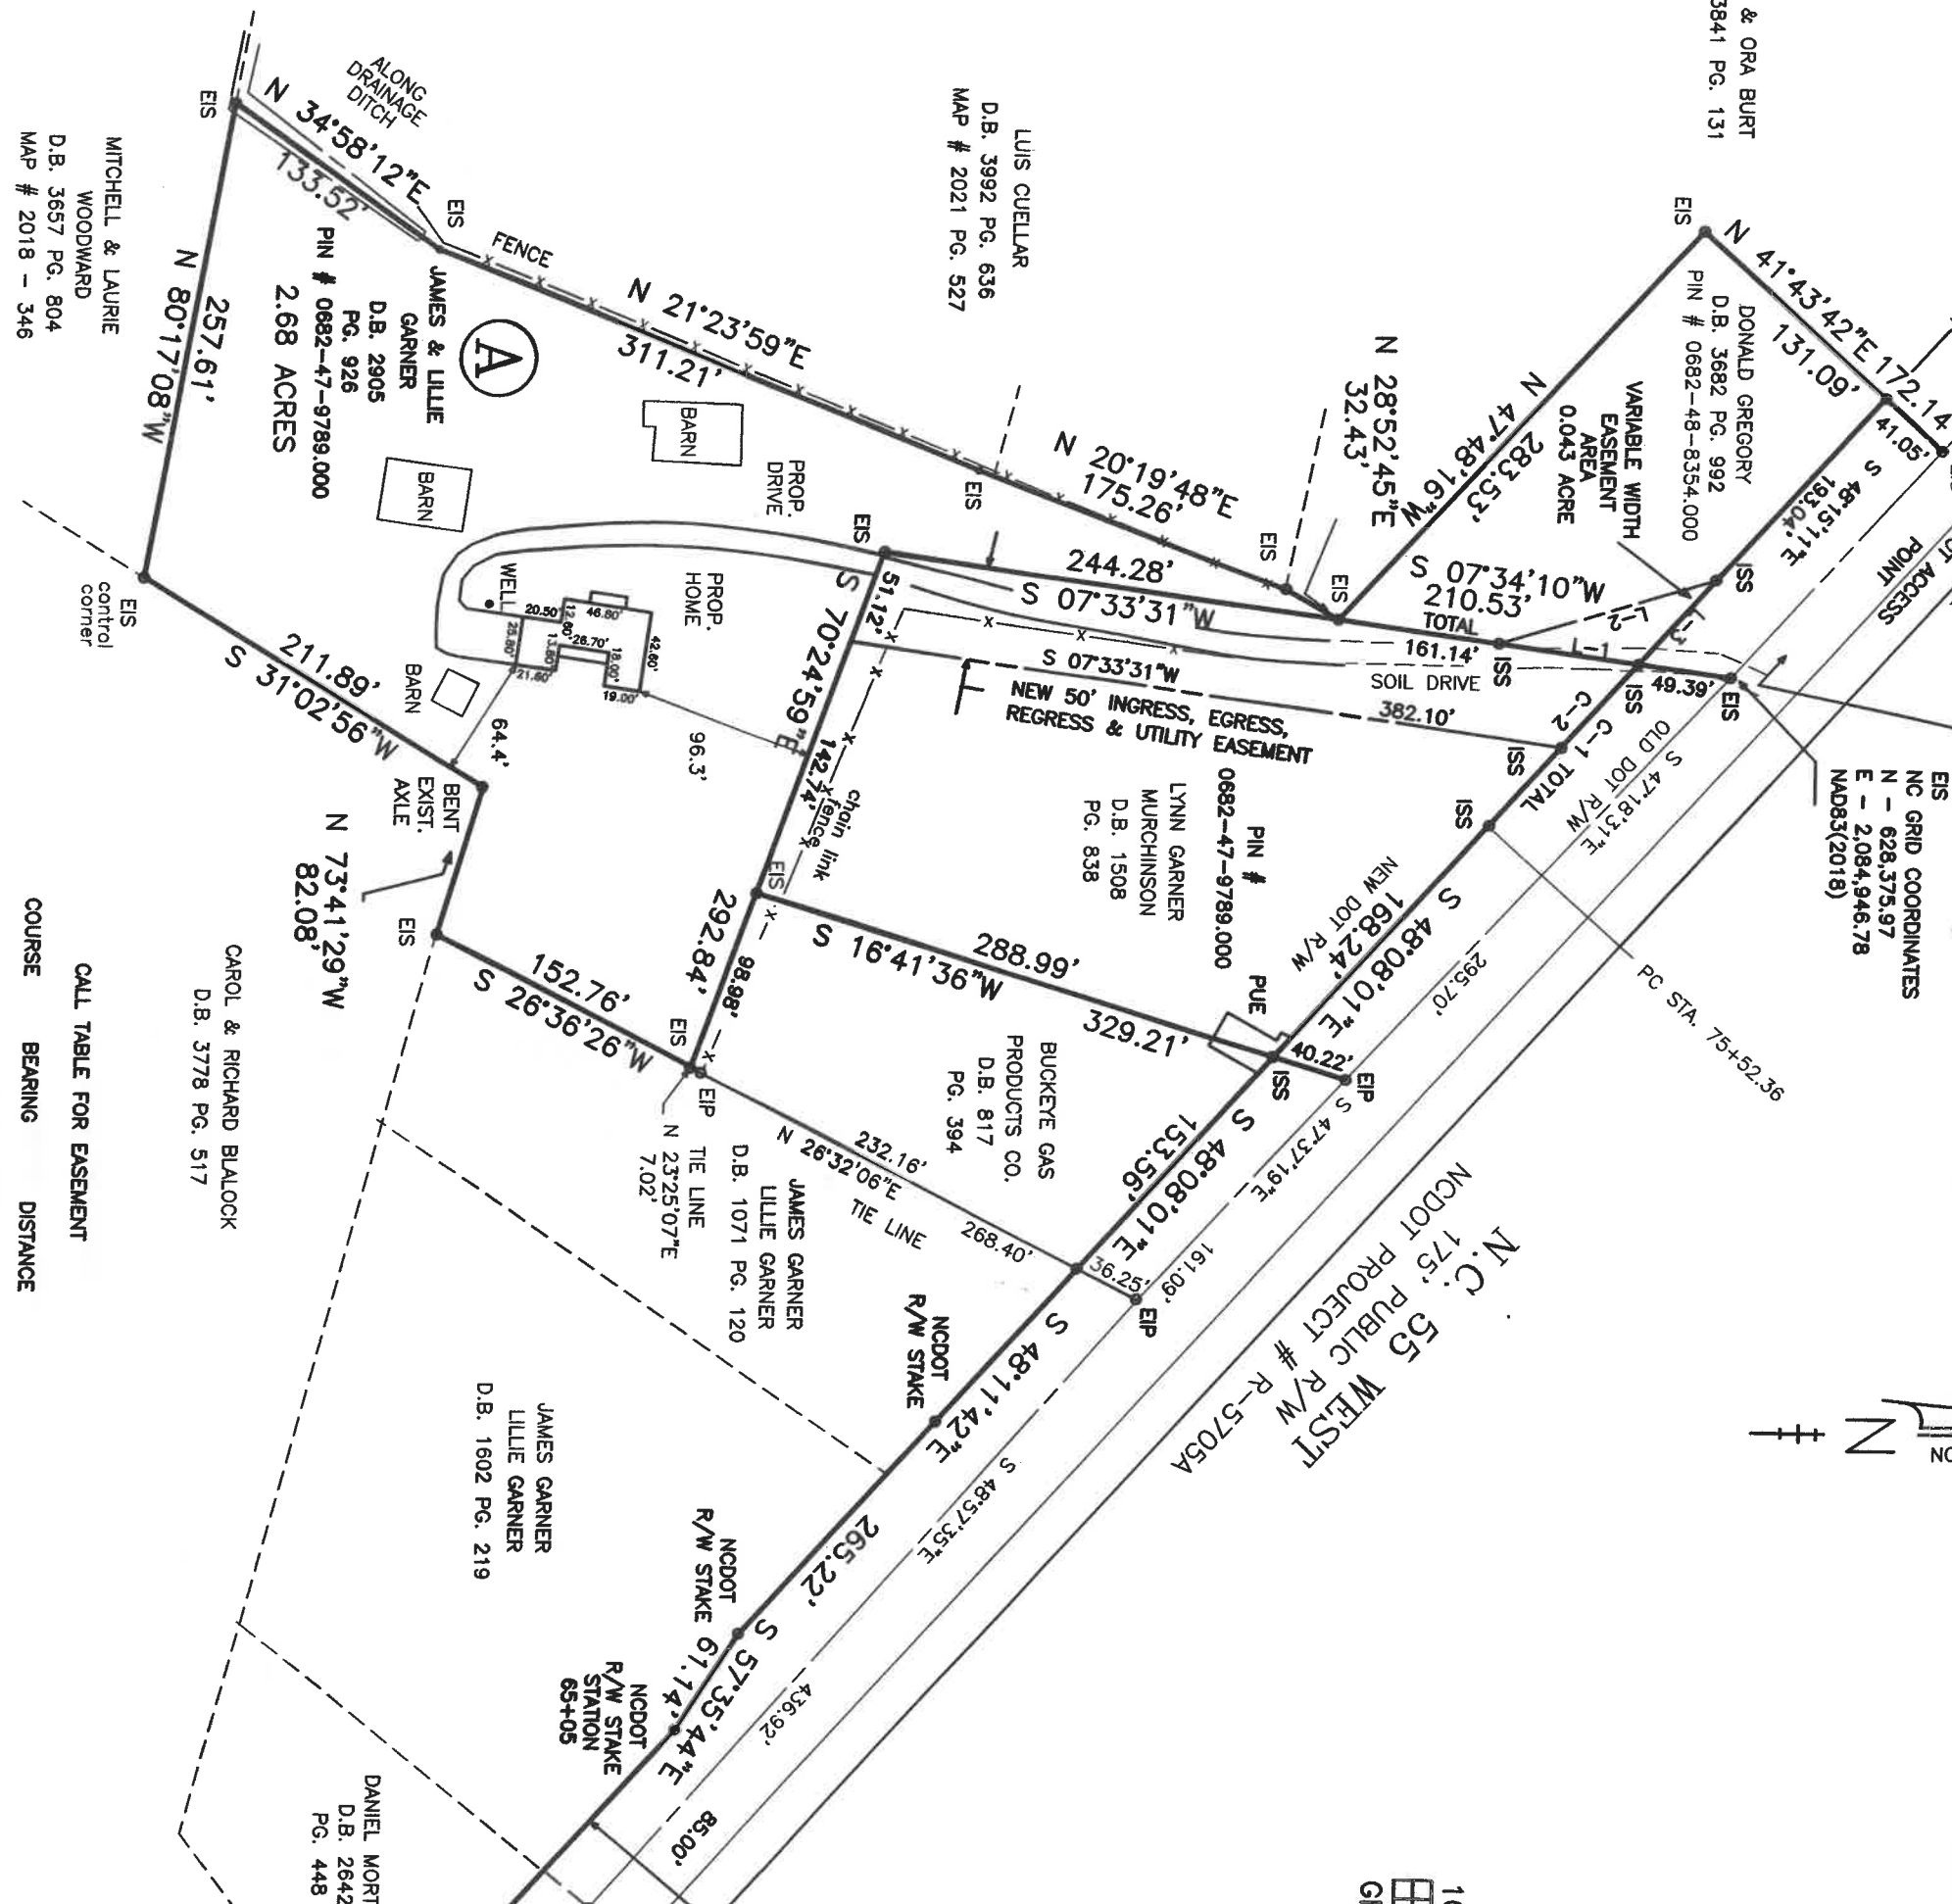 & ORA BURT
3841 PG. 131
EIS
N 41°43'42"E 172.14
131.09'
41.05'
DONALD GREGORY
D.B. 3682 PG. 992
PIN # 0682-48-8354.000
VARIABLE WIDTH
EASEMENT
AREA
0.043 ACRE
S 48°15'11"E
193.04'
ACCESS
POINT
ISS
N 47°48'16"W
283.53'
N 28°52'45"E
32.43'
S 07°34'10"W
210.53'
TOTAL
161.14'
L-2
L-1
ISS
ISS
49.39'
EIS
SOIL DRIVE
EIS
NC GRID COORDINATES
N - 628,375.97
E - 2,084,946.78
NAD83(2018)
OLD DOT R/W
S 47°18'31"E
C-1 TOTAL
C-2
ISS
ISS
382.10'
PC STA. 75+52.36
LUIS CUELLAR
D.B. 3992 PG. 636
MAP # 2021 PG. 527
ALONG
DRAINAGE
DITCH
N 34°58'12"E
133.52'
EIS
EIS
FENCE
N 21°23'59"E
311.21'
N 20°19'48"E
175.26'
EIS
EIS
EIS
244.28'
S 07°33'31"W
S 07°33'31"W
NEW 50' INGRESS, EGRESS,
REGRESS & UTILITY EASEMENT
PIN #
0682-47-9789.000
LYNN GARNER
MURCHINSON
D.B. 1508
PG. 838
NEW DOT R/W
168.24'
S 48°08'01"E
295.70'
JAMES & LILLIE
GARNER
D.B. 2905
PG. 926
PIN # 0682-47-9789.000
2.68 ACRES
A
BARN
BARN
BARN
PROP.
DRIVE
PROP.
HOME
WELL
20.50'
46.80'
42.80'
26.70'
18.00'
19.00'
21.60'
64.4'
96.3'
EIS
51.12'
S 70°24'59"E
142.74'
chain link
fence
EIS
98.98'
292.84'
288.99'
S 16°41'36"W
329.21'
PUE
40.22'
EIP
ISS
MITCHELL & LAURIE
WOODWARD
D.B. 3657 PG. 804
MAP # 2018 - 346
257.61'
N 80°17'08"W
EIS
control
corner
211.89'
S 31°02'56"W
BENT
EXIST.
AXLE
N 73°41'29"W
82.08'
EIS
152.76'
S 26°36'26"W
EIS
EIP
TIE LINE
N 23°25'07"E
7.02'
BUCKEYE GAS
PRODUCTS CO.
D.B. 817
PG. 394
232.16'
N 26°32'06"E
TIE LINE
268.40'
S 48°08'01"E
153.56'
S 47°37'19"E
161.09'
36.25'
EIP
JAMES GARNER
LILLIE GARNER
D.B. 1071 PG. 120
CAROL & RICHARD BLALOCK
D.B. 3778 PG. 517
N.C. 55 WEST
175' PUBLIC R/W
NCDOT PROJECT # R-5705A
N
NCDOT
R/W STAKE
S 48°11'42"E
265.22'
S 48°57'35"E
436.92'
JAMES GARNER
LILLIE GARNER
D.B. 1602 PG. 219
NCDOT
R/W STAKE
S 57°35'44"E
61.14'
NCDOT
R/W STAKE
STATION
65+05
85.00'
DANIEL MORT
D.B. 2642
PG. 448
CALL TABLE FOR EASEMENT
COURSE BEARING DISTANCE